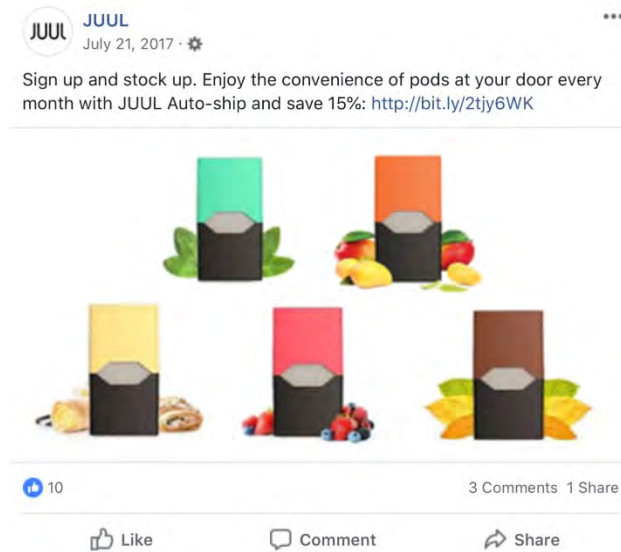 JUUL
JUUL
July 21, 2017 ·
Sign up and stock up. Enjoy the convenience of pods at your door every
month with JUUL Auto-ship and save 15%: http://bit.ly/2tjy6WK
10
3 Comments 1 Share
Like
Comment
Share